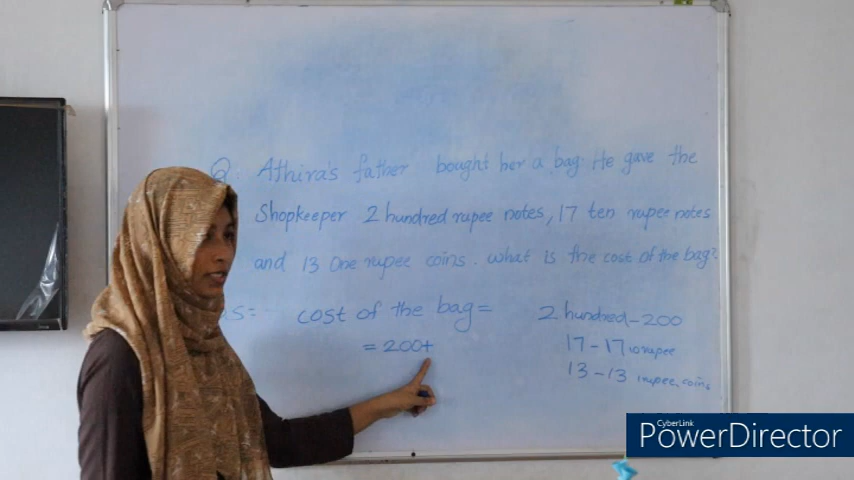 Q: Athira's father bought her a bag. He gave the
Shopkeeper 2 hundred rupee notes, 17 ten rupee notes
and 13 One rupee coins. what is the cost of the bag?
s= cost of the bag =
= 200+
2 hundred - 200
17 - 17 10 rupee
13 - 13 1 rupee coins
CyberLink
PowerDirector